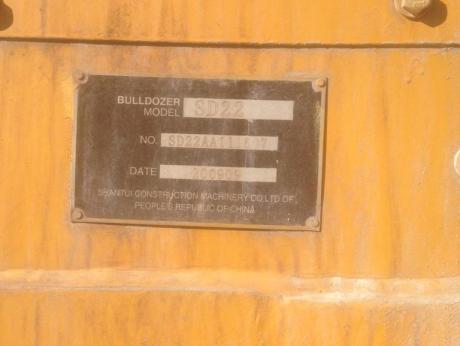 BULLDOZER
MODEL SD22
NO.
DATE 200909
SHANTUI CONSTRUCTION MACHINERY CO LTD OF
PEOPLE'S REPUBLIC OF CHINA